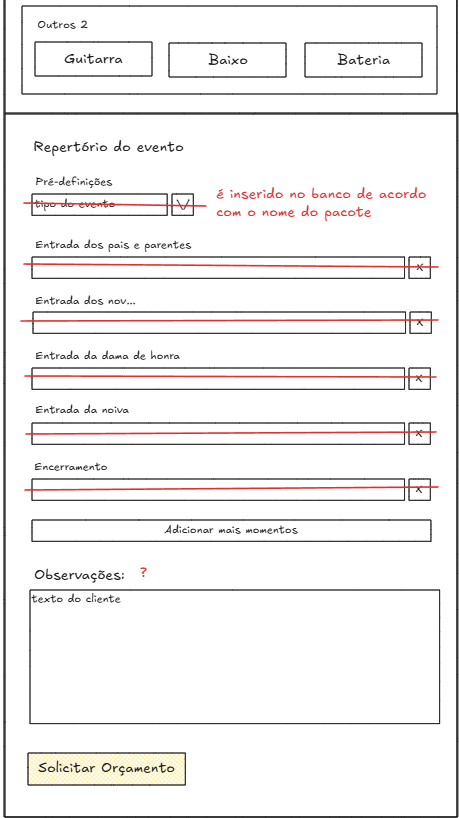 Outros 2
Guitarra Baixo Bateria
Repertório do evento
Pré-definições
tipo do evento V
é inserido no banco de acordo
com o nome do pacote
Entrada dos pais e parentes
x
Entrada dos nov...
x
Entrada da dama de honra
x
Entrada da noiva
x
Encerramento
x
Adicionar mais momentos
Observações: ?
texto do cliente
Solicitar Orçamento